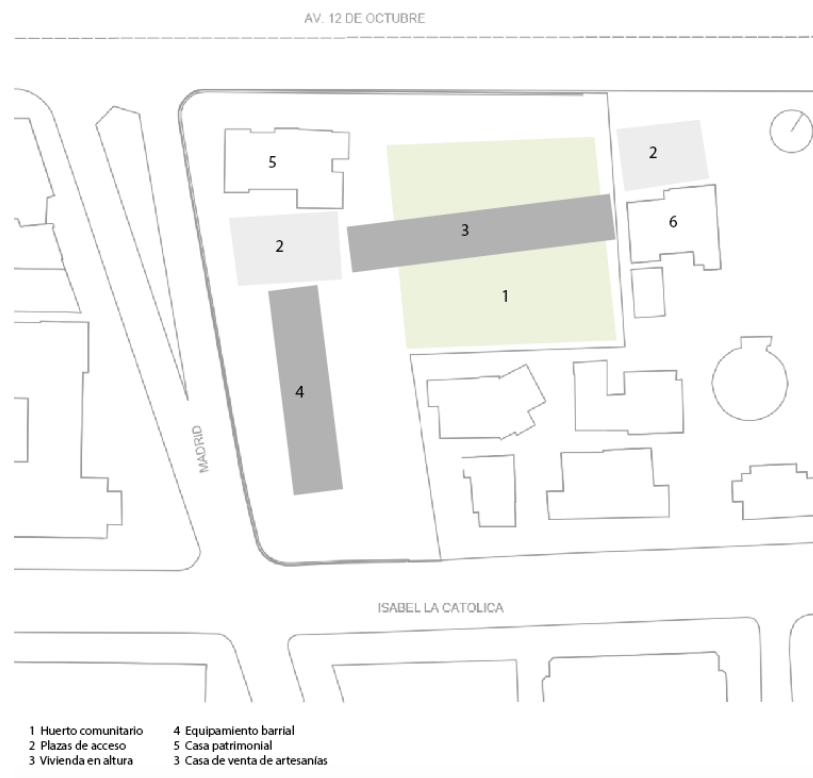 AV. 12 DE OCTUBRE
5
2
2
3
6
1
4
MADRID
ISABEL LA CATOLICA
1 Huerto comunitario
2 Plazas de acceso
3 Vivienda en altura
4 Equipamiento barrial
5 Casa patrimonial
3 Casa de venta de artesanías